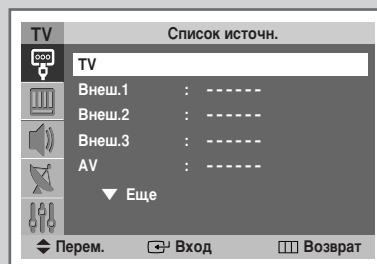 TV Список источн.
TV
Внеш.1 : ------
Внеш.2 : ------
Внеш.3 : ------
AV : ------
▼ Еще
Перем. Вход Возврат